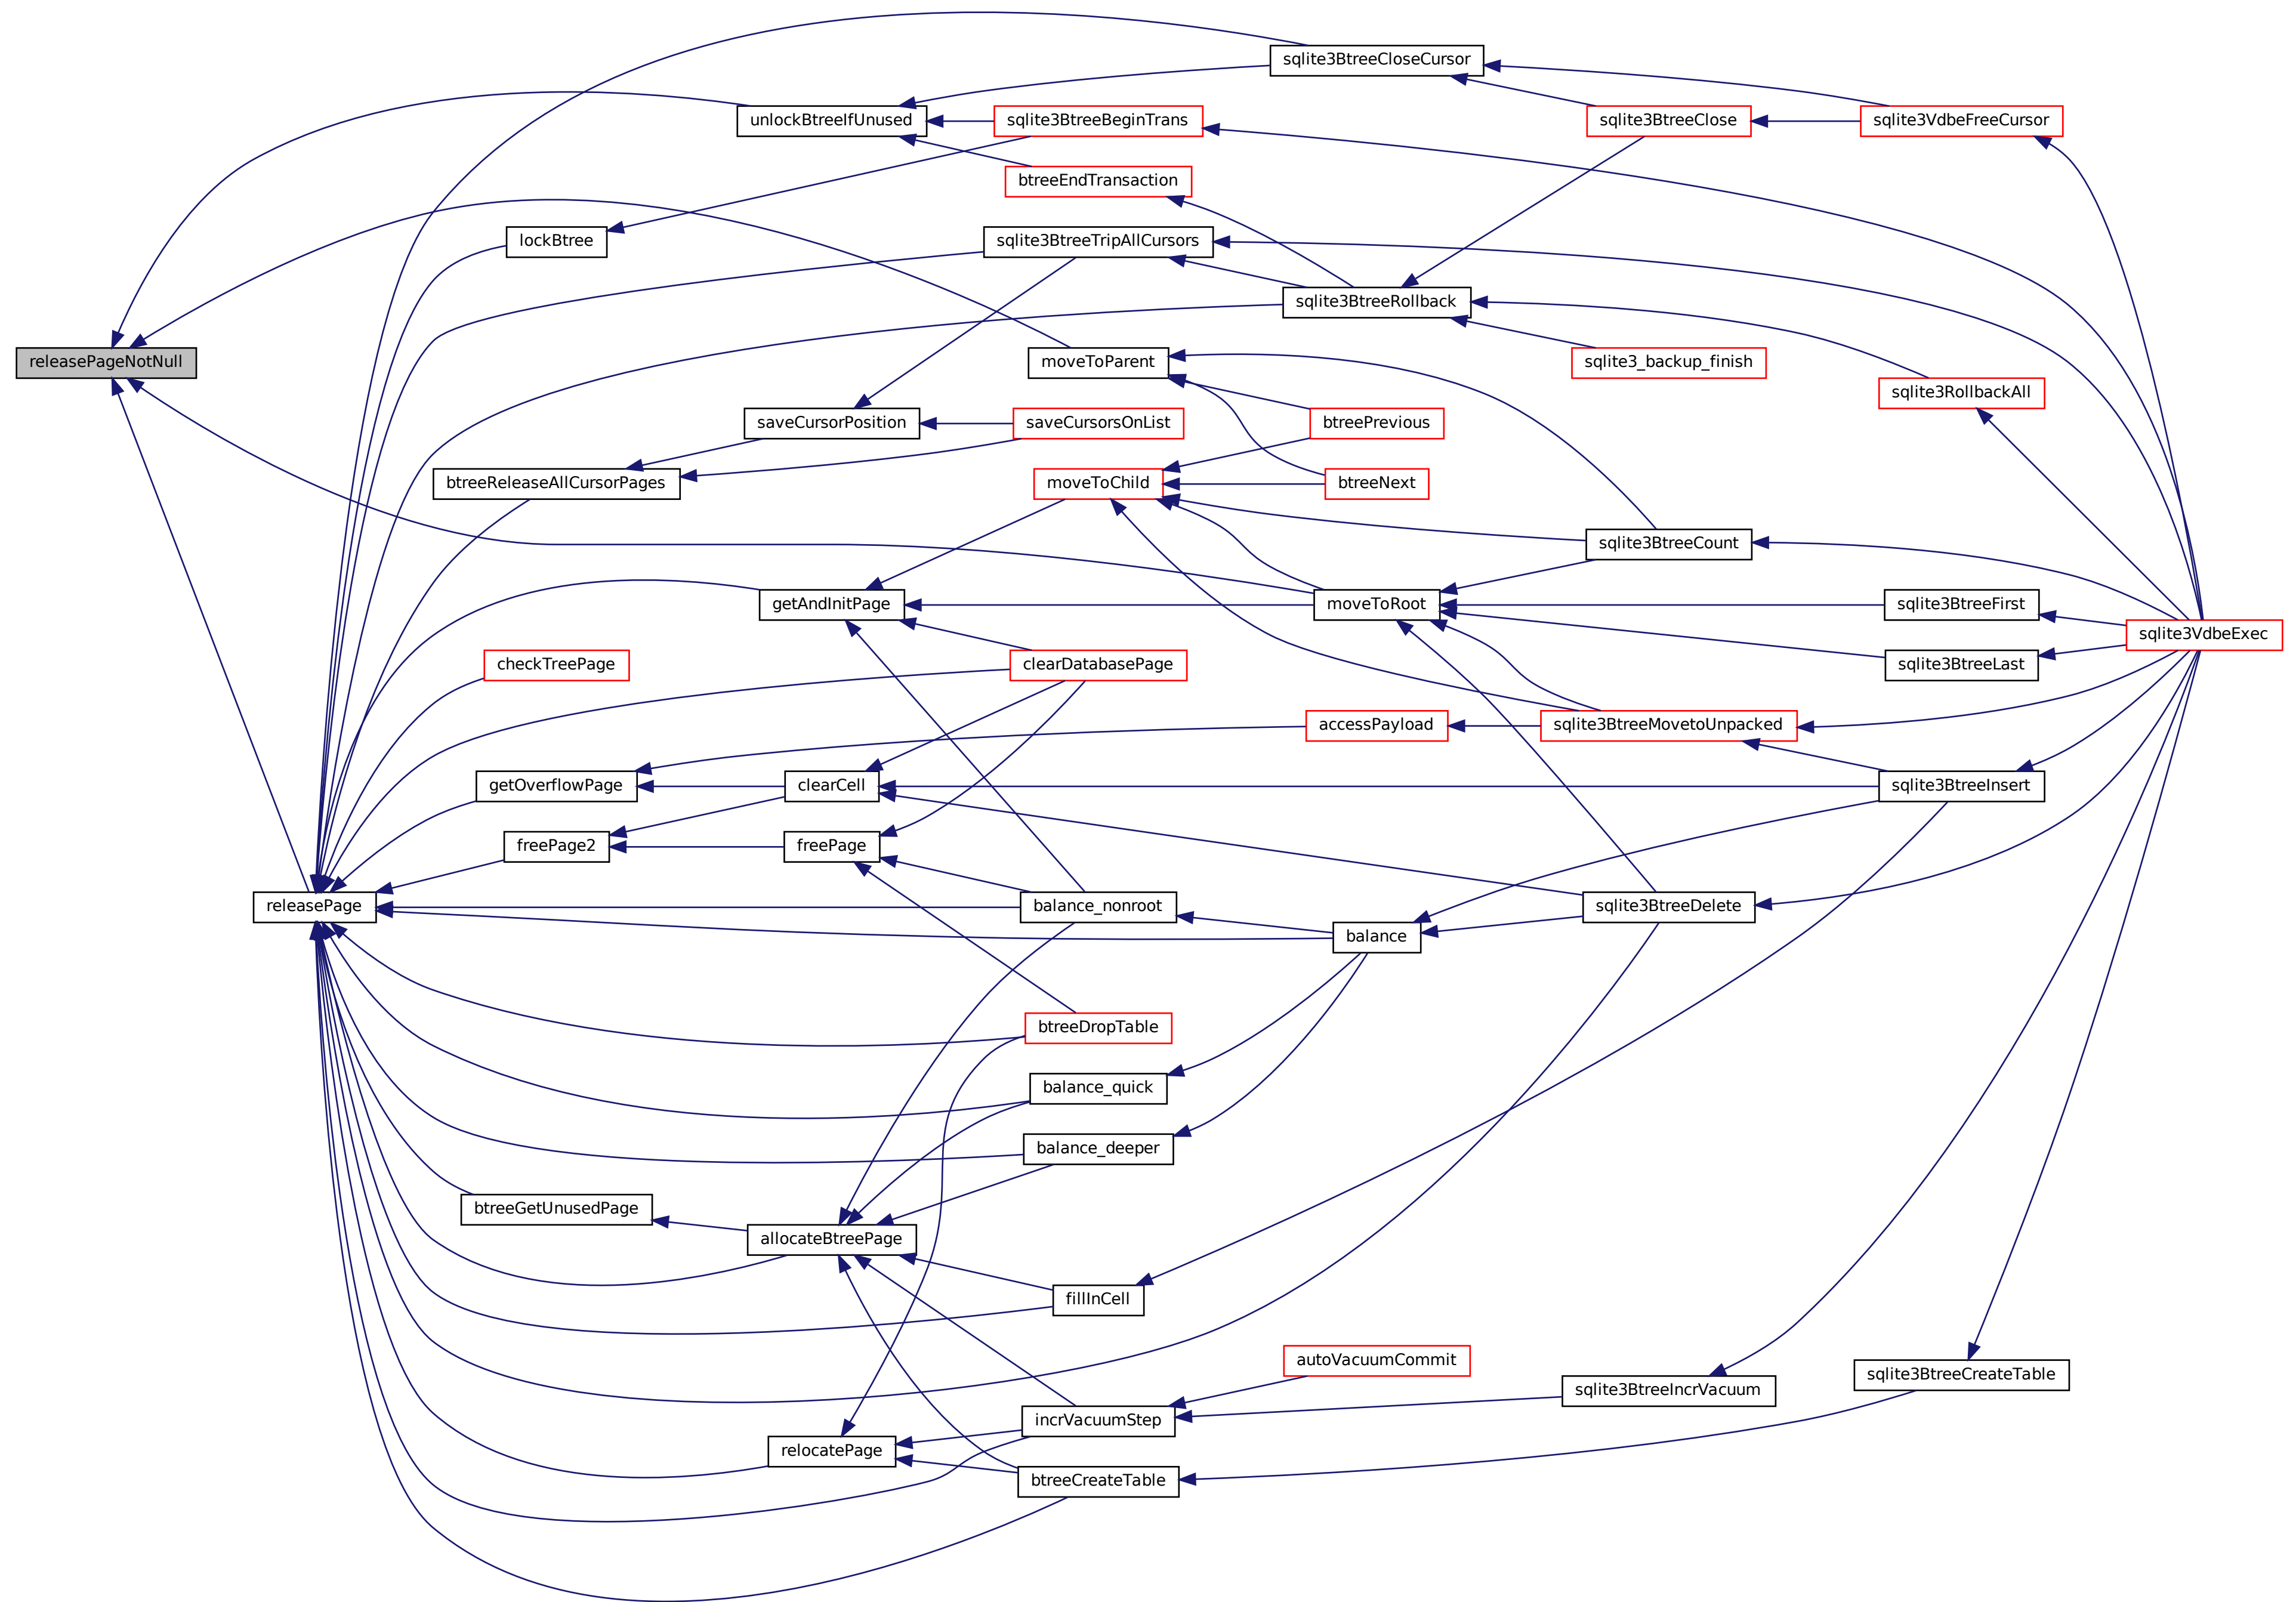 sqlite3BtreeCloseCursor
unlockBtreeIfUnused
sqlite3BtreeBeginTrans
sqlite3BtreeClose
sqlite3VdbeFreeCursor
btreeEndTransaction
lockBtree
sqlite3BtreeTripAllCursors
sqlite3BtreeRollback
releasePageNotNull
moveToParent
sqlite3_backup_finish
sqlite3RollbackAll
saveCursorPosition
saveCursorsOnList
btreePrevious
btreeReleaseAllCursorPages
moveToChild
btreeNext
sqlite3BtreeCount
getAndInitPage
moveToRoot
sqlite3BtreeFirst
sqlite3VdbeExec
checkTreePage
clearDatabasePage
sqlite3BtreeLast
accessPayload
sqlite3BtreeMovetoUnpacked
getOverflowPage
clearCell
sqlite3BtreeInsert
freePage2
freePage
releasePage
balance_nonroot
sqlite3BtreeDelete
balance
btreeDropTable
balance_quick
balance_deeper
btreeGetUnusedPage
allocateBtreePage
fillInCell
autoVacuumCommit
sqlite3BtreeCreateTable
sqlite3BtreeIncrVacuum
incrVacuumStep
relocatePage
btreeCreateTable